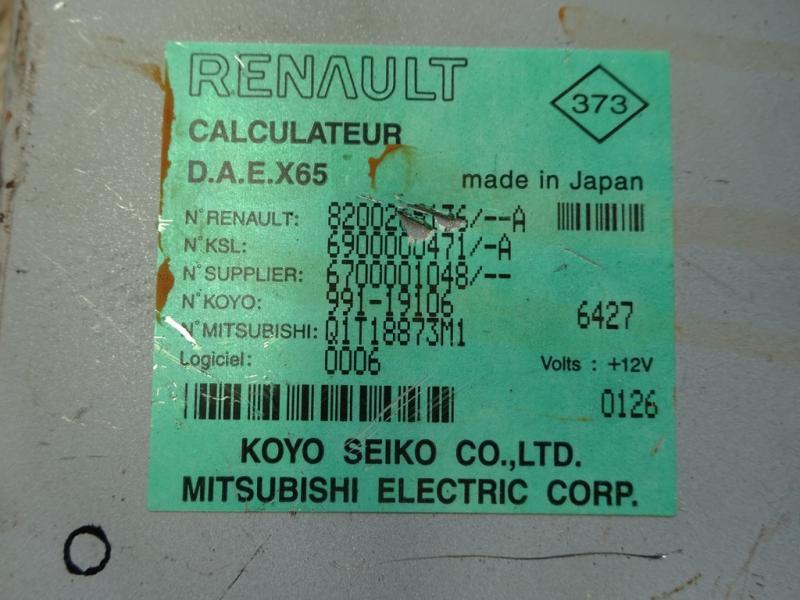 RENAULT
373
CALCULATEUR
D.A.E.X65
made in Japan
N° RENAULT:
N° KSL: 6900000471/-A
N° SUPPLIER: 6700001048/--
N° KOYO: 991-19106
6427
N° MITSUBISHI: Q1T18873M1
Logiciel: 0006
Volts : +12V
0126
KOYO SEIKO CO.,LTD.
MITSUBISHI ELECTRIC CORP.